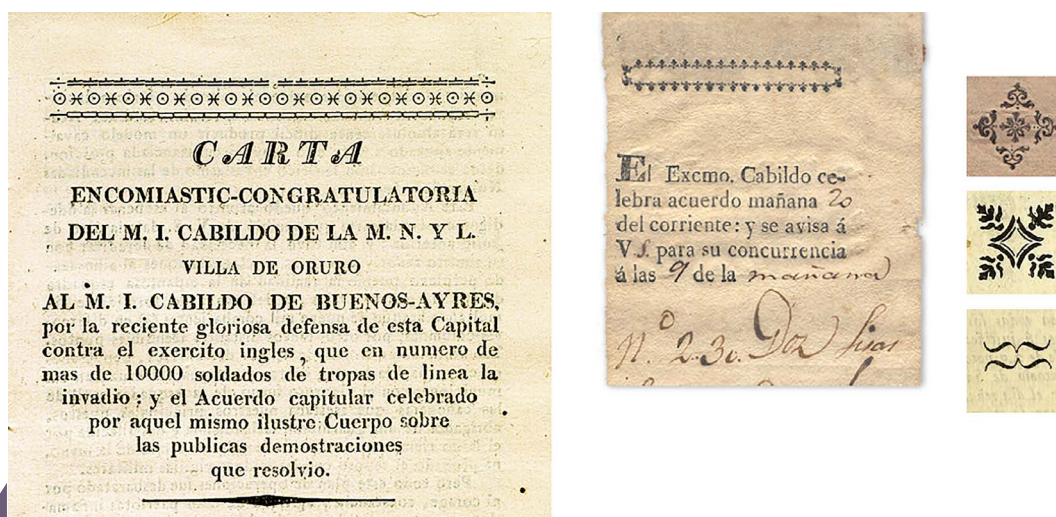 CARTA
ENCOMIASTIC-CONGRATULATORIA
DEL M. I. CABILDO DE LA M. N. Y L.
VILLA DE ORURO
AL M. I. CABILDO DE BUENOS-AYRES,
por la reciente gloriosa defensa de esta Capital
contra el exercito ingles, que en numero de
mas de 10000 soldados de tropas de linea la
invadio: y el Acuerdo capitular celebrado
por aquel mismo ilustre Cuerpo sobre
las publicas demostraciones
que resolvio.
El Excmo. Cabildo ce-
lebra acuerdo mañana 20
del corriente: y se avisa á
V S. para su concurrencia
á las 9 de la mañana